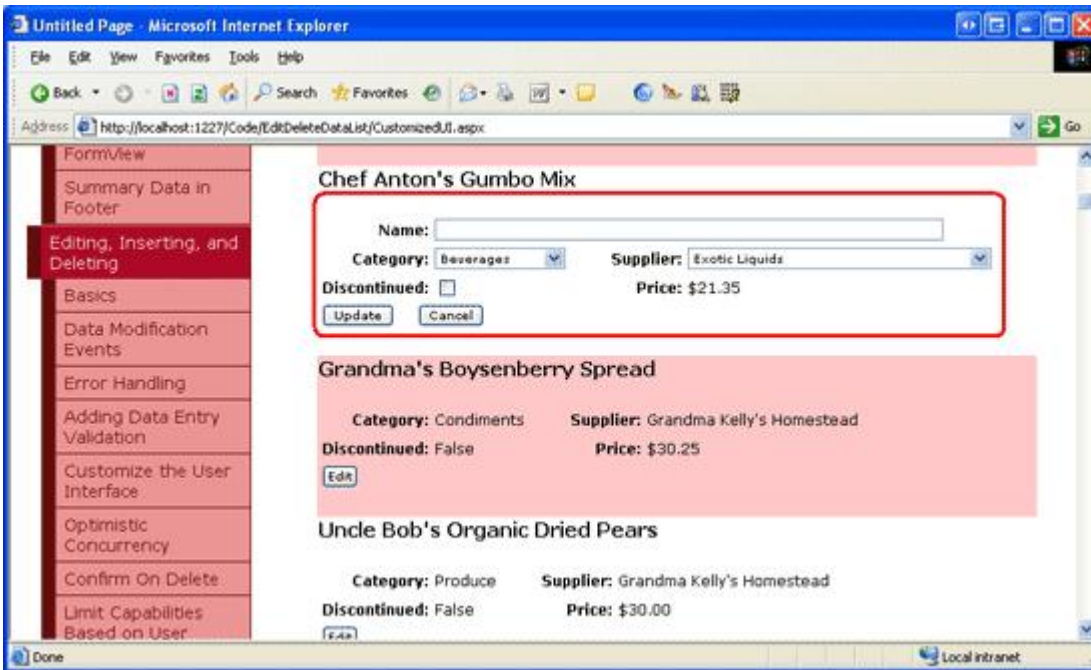 Untitled Page - Microsoft Internet Explorer
File Edit View Favorites Tools Help
Back Search Favorites
Address http://localhost:1227/Code/EditDeleteDataList/CustomizedUI.aspx Go
FormView
Summary Data in
Footer
Editing, Inserting, and
Deleting
Basics
Data Modification
Events
Error Handling
Adding Data Entry
Validation
Customize the User
Interface
Optimistic
Concurrency
Confirm On Delete
Limit Capabilities
Based on User
Chef Anton's Gumbo Mix
Name:
Category: Beverages Supplier: Exotic Liquids
Discontinued: Price: $21.35
Update Cancel
Grandma's Boysenberry Spread
Category: Condiments Supplier: Grandma Kelly's Homestead
Discontinued: False Price: $30.25
Edit
Uncle Bob's Organic Dried Pears
Category: Produce Supplier: Grandma Kelly's Homestead
Discontinued: False Price: $30.00
Edit
Done Local intranet